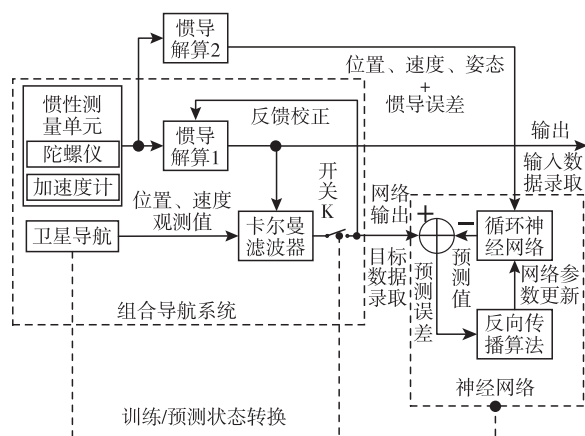 惯导
解算2
位置、速度、姿态
+
惯导误差
惯性测
量单元
陀螺仪
加速度计
惯导
解算1
反馈校正
输出
输入数
据录取
开
关
K
网络
输出
位置、速度
观测值
卫星导航
卡尔曼
滤波器
+
−
循环神
经网络
目标
数据
录取
预测误差
预测值
网络参
数更新
反向传
播算法
组合导航系统
神经网络
训练/预测状态转换